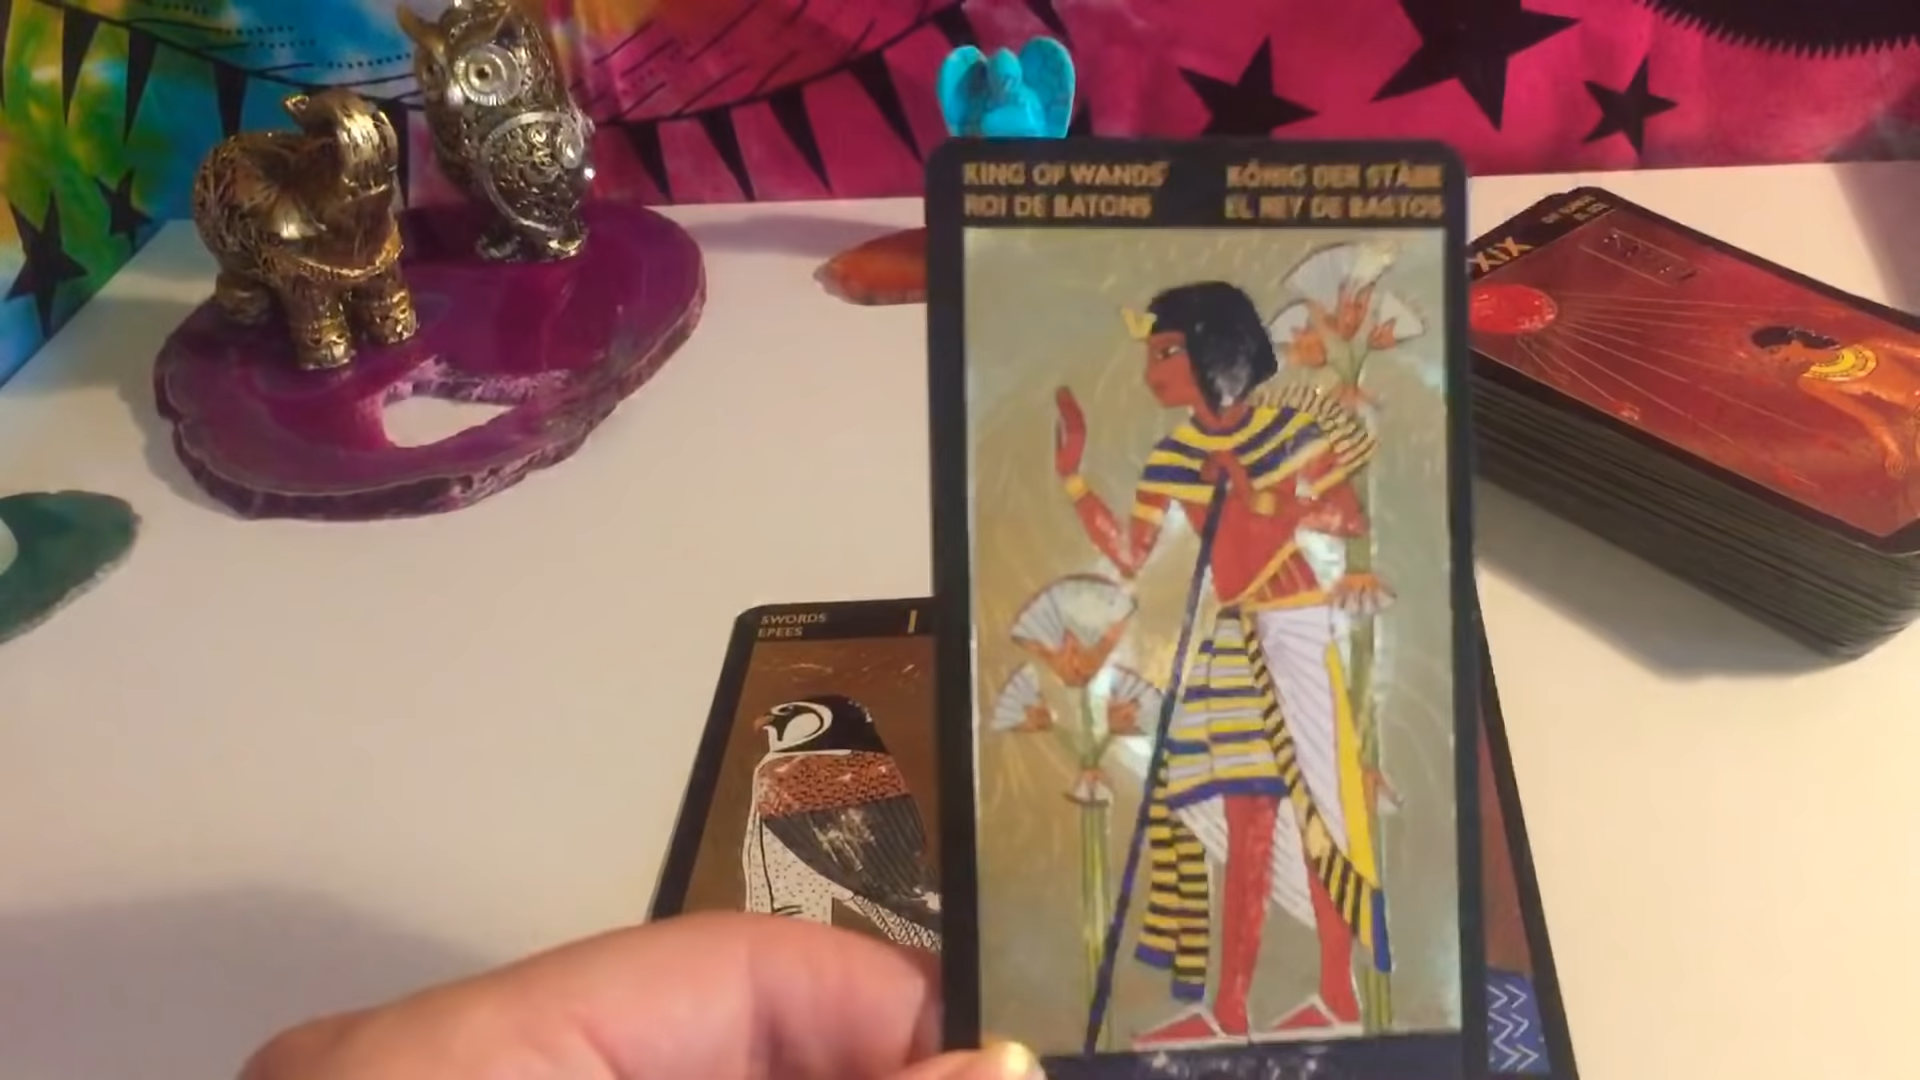 KING OF WANDS
ROI DE BATONS
KÖNIG DER STÄBE
EL REY DE BASTOS
SWORDS
EPEES
I
XIX